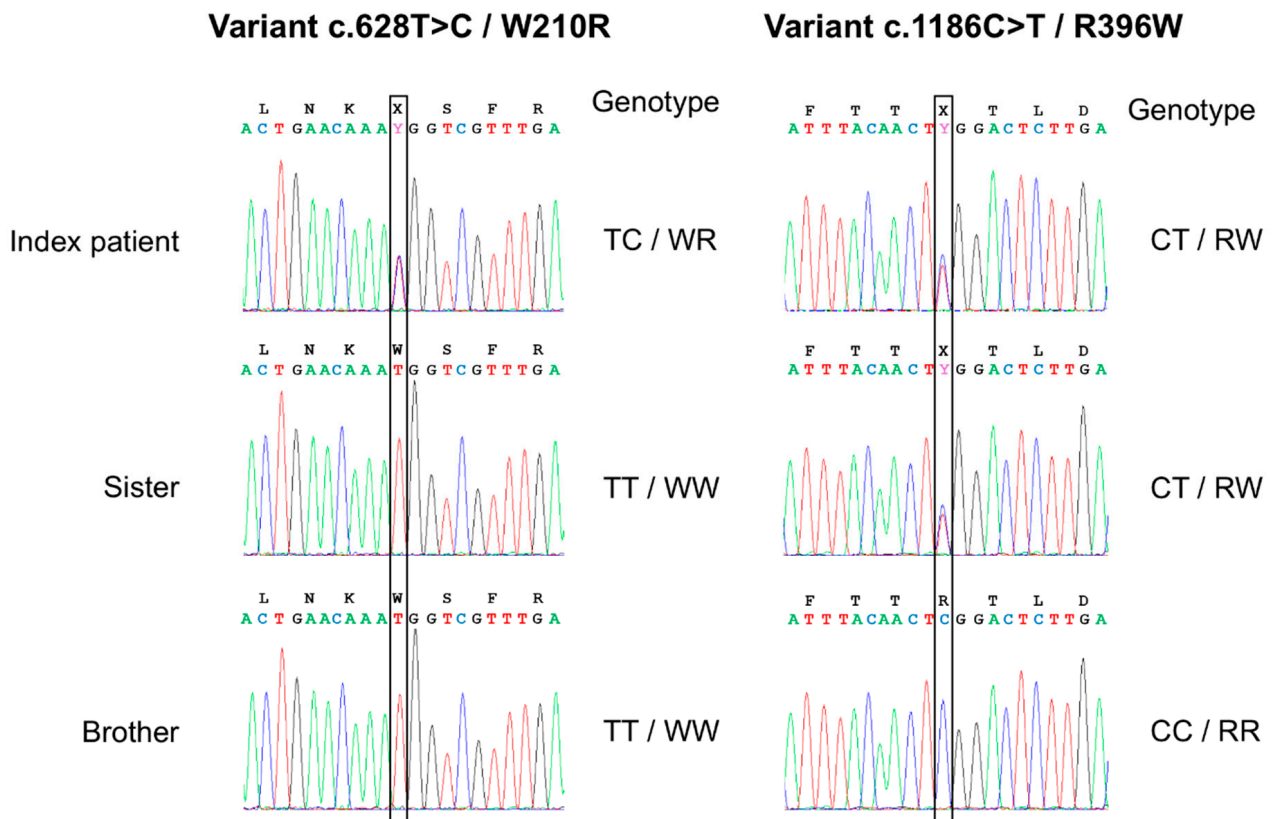 Variant c.628T>C / W210R
Variant c.1186C>T / R396W
L N K X S F R
ACTGAACAAAYGGTCGTTTGA
Genotype
F T T X T L D
ATTTACAACTYGGACTCTTGA
Genotype
Index patient
TC / WR
CT / RW
L N K W S F R
ACTGAACAAATGGTCGTTTGA
F T T X T L D
ATTTACAACTYGGACTCTTGA
Sister
TT / WW
CT / RW
L N K W S F R
ACTGAACAAATGGTCGTTTGA
F T T R T L D
ATTTACAACTCGGACTCTTGA
Brother
TT / WW
CC / RR